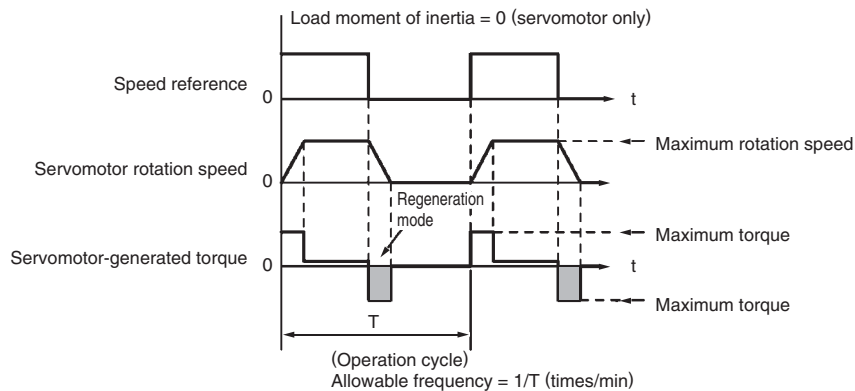 Load moment of inertia = 0 (servomotor only)
Speed reference
0
t
Maximum rotation speed
Servomotor rotation speed
0
Regeneration
mode
Maximum torque
Servomotor-generated torque
0
t
Maximum torque
T
(Operation cycle)
Allowable frequency = 1/T (times/min)